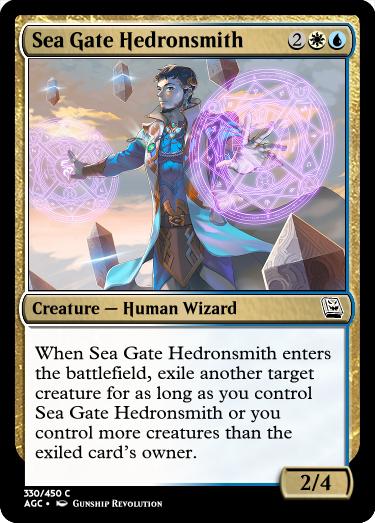 Sea Gate Hedronsmith 2
Creature — Human Wizard
When Sea Gate Hedronsmith enters
the battlefield, exile another target
creature for as long as you control
Sea Gate Hedronsmith or you
control more creatures than the
exiled card's owner.
2/4
330/450 C
AGC • Gunship Revolution